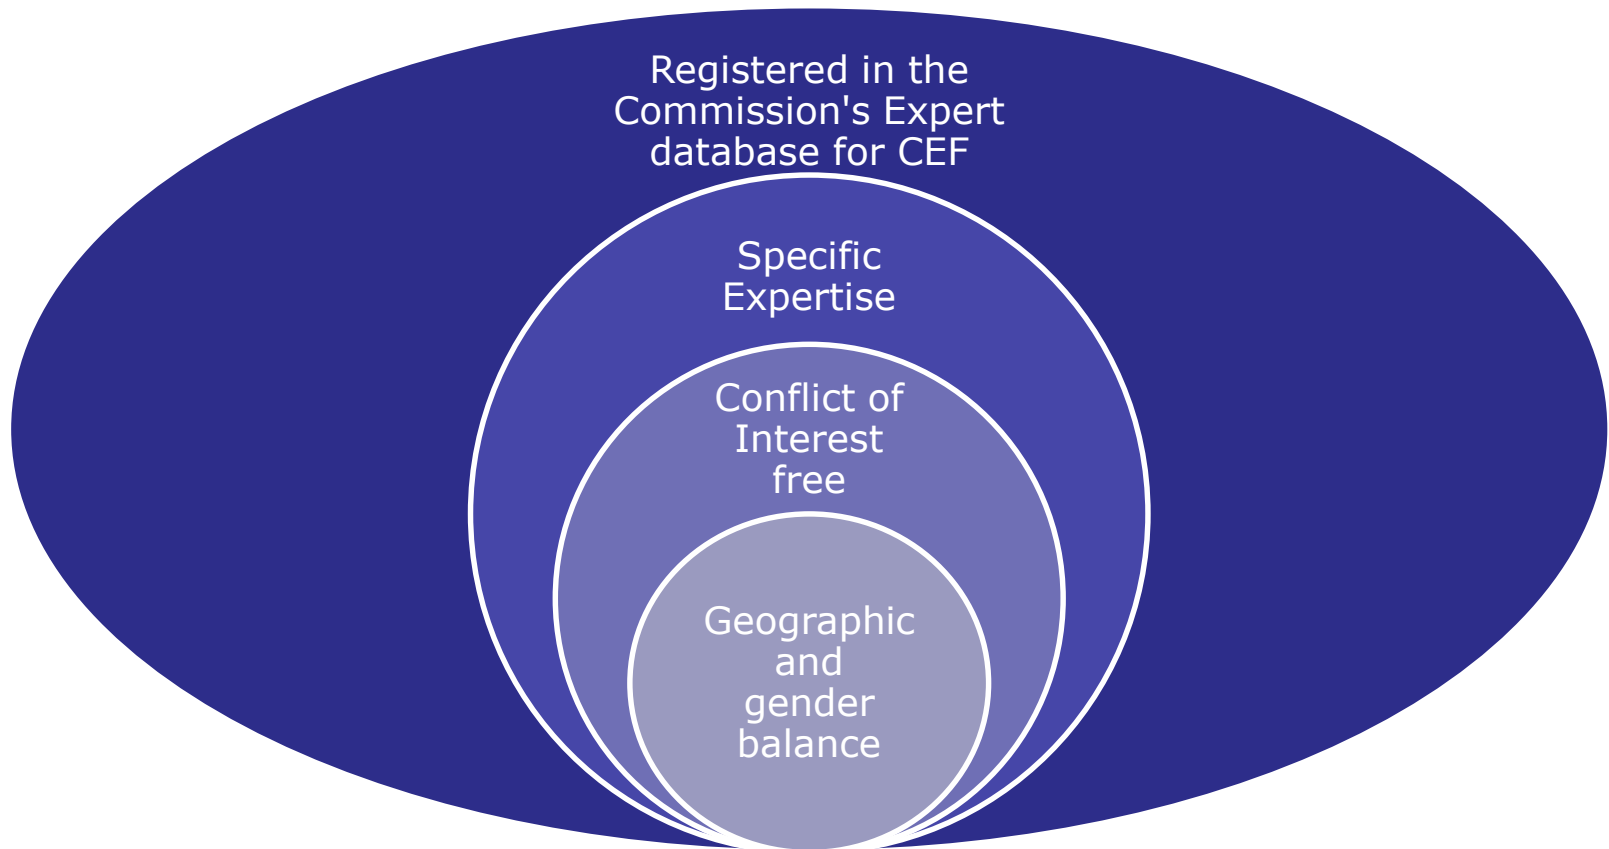 Registered in the
Commission's Expert
database for CEF
Specific
Expertise
Conflict of
Interest
free
Geographic
and
gender
balance